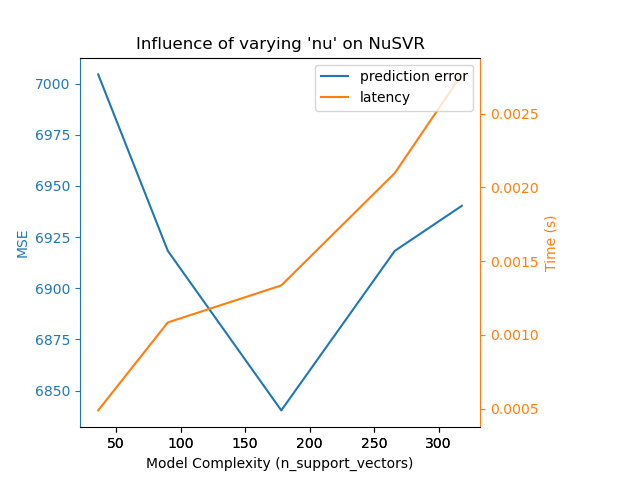 Influence of varying 'nu' on NuSVR
prediction error
latency
7000
6975
6950
6925
6900
6875
6850
MSE
0.0025
0.0020
0.0015
0.0010
0.0005
Time (s)
50 100 150 200 250 300
Model Complexity (n_support_vectors)